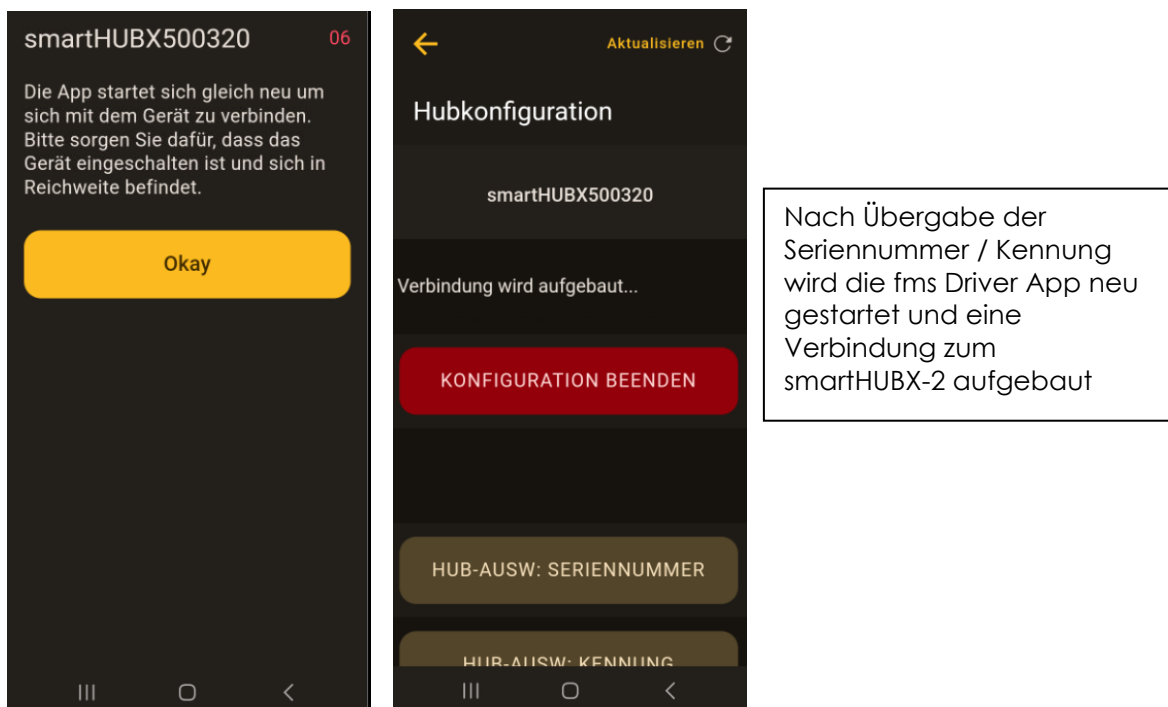 smartHUBX500320 06
Die App startet sich gleich neu um
sich mit dem Gerät zu verbinden.
Bitte sorgen Sie dafür, dass das
Gerät eingeschalten ist und sich in
Reichweite befindet.
Okay
Aktualisieren
Hubkonfiguration
smartHUBX500320
Verbindung wird aufgebaut...
KONFIGURATION BEENDEN
HUB-AUSW: SERIENNUMMER
HUB-AUSW: KENNUNG
Nach Übergabe der
Seriennummer / Kennung
wird die fms Driver App neu
gestartet und eine
Verbindung zum
smartHUBX-2 aufgebaut